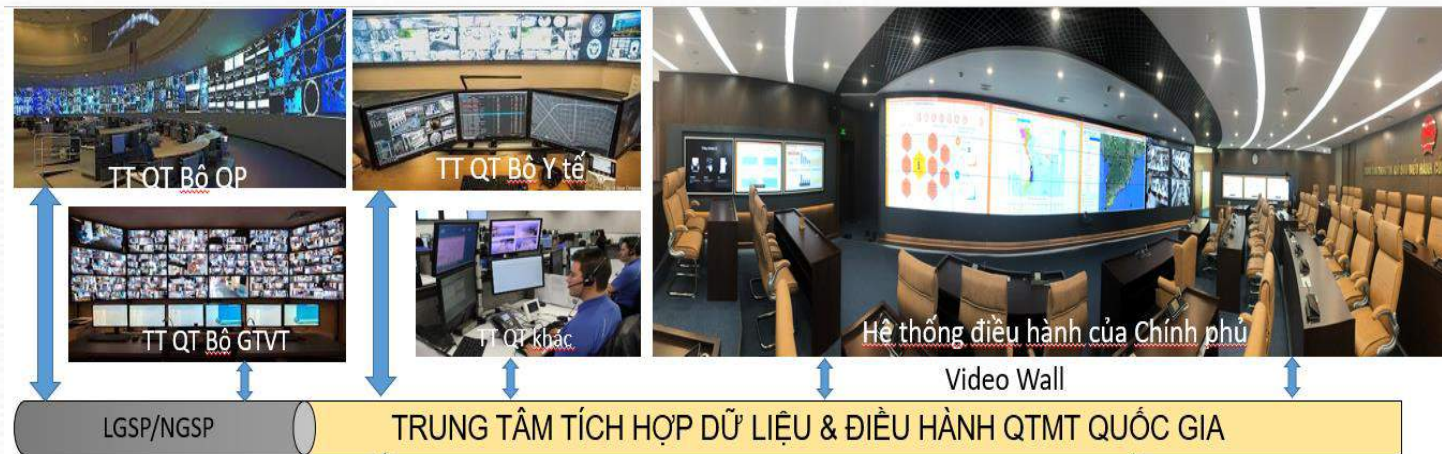 TT QT Bộ QP
TT QT Bộ Y tế
TT QT Bộ GTVT
TT QT khác
Hệ thống điều hành của Chính phủ
Video Wall
LGSP/NGSP
TRUNG TÂM TÍCH HỢP DỮ LIỆU & ĐIỀU HÀNH QTMT QUỐC GIA